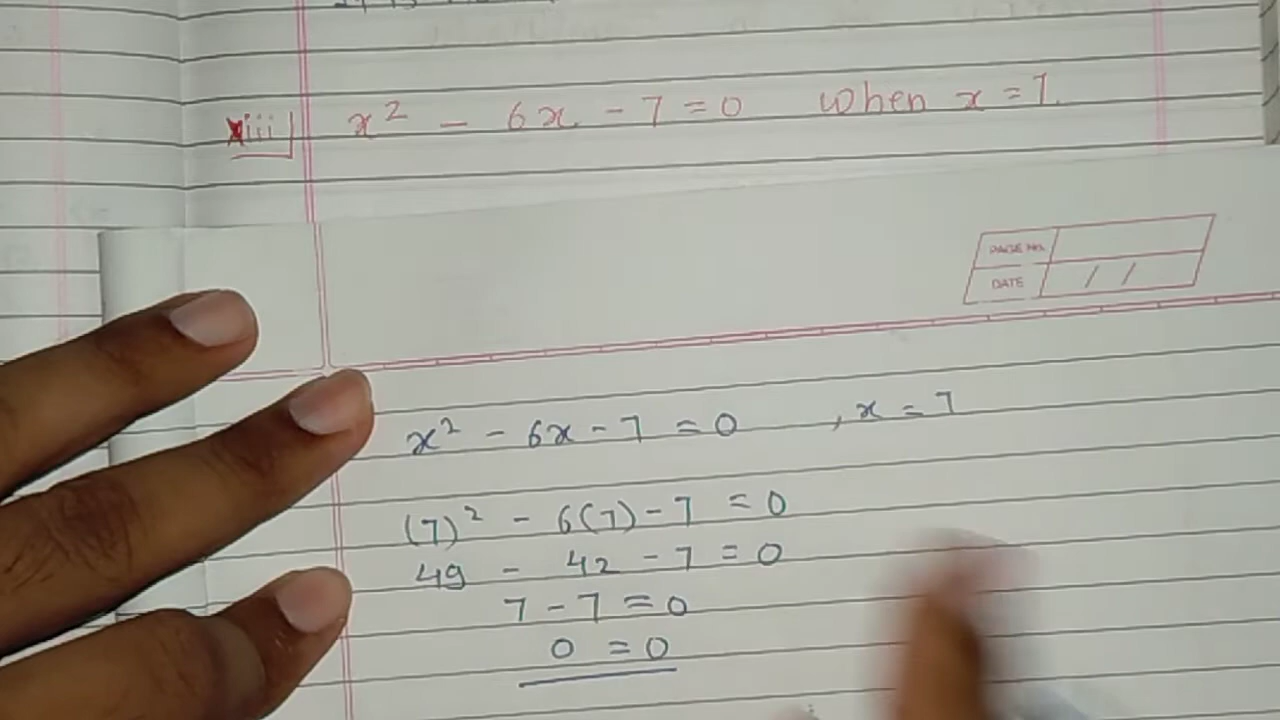 xiii] x² - 6x - 7 = 0 when x = 7.
PAGE No.
DATE / /
x² - 6x - 7 = 0 , x = 7
(7)² - 6(7) - 7 = 0
49 - 42 - 7 = 0
7 - 7 = 0
0 = 0